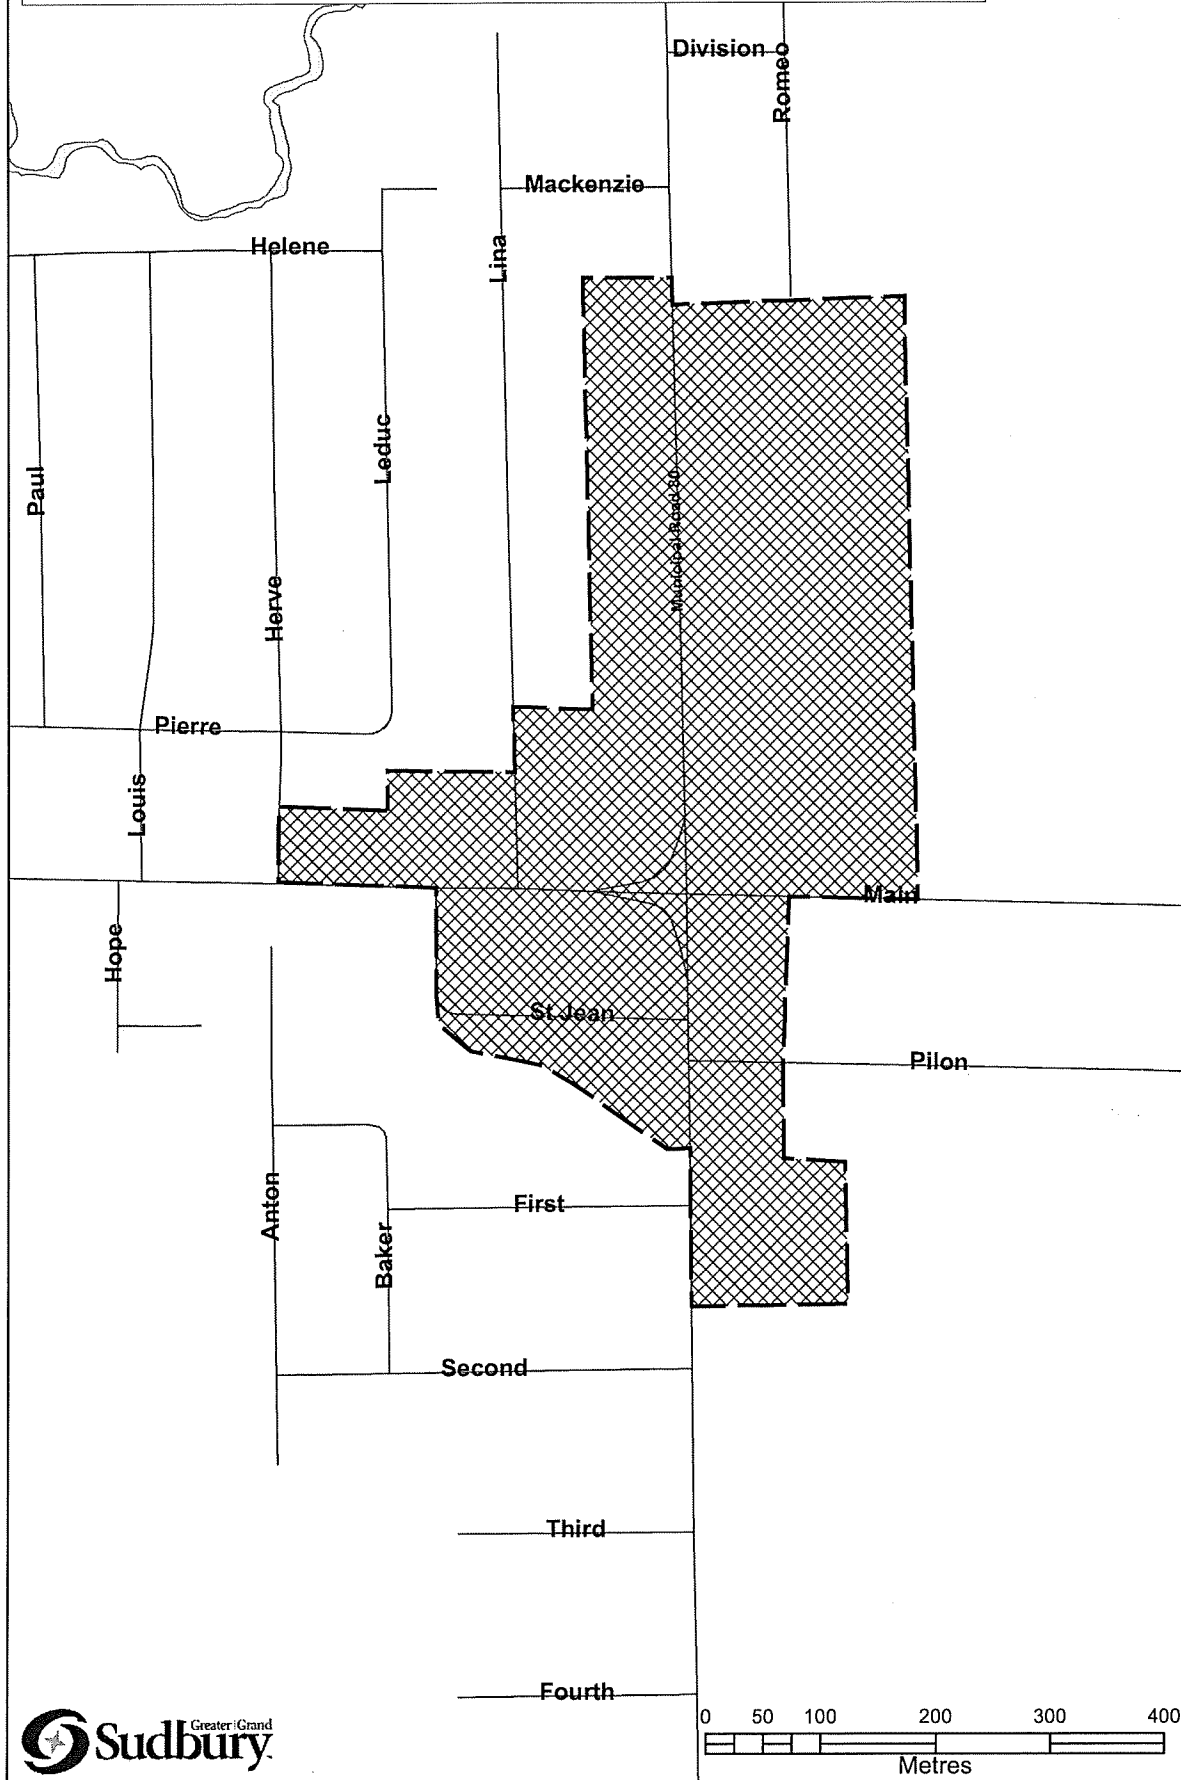 Division
Romeo
Mackenzie
Helene
Lina
Leduc
Paul
Municipal Road 80
Herve
Pierre
Louis
Main
Hope
St Jean
Pilon
Anton
First
Baker
Second
Third
Fourth
Greater Grand
Sudbury
0 50 100 200 300 400
Metres